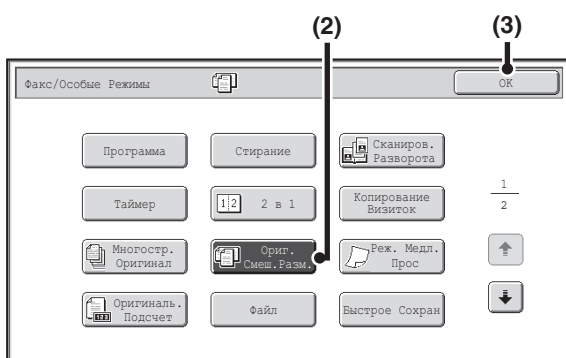 (2)
(3)
Факс/Особые Режимы
OK
Программа
Стирание
Сканиров.
Разворота
Таймер
1 2
2 в 1
Копирование
Визиток
1
2
Многостр.
Оригинал
Ориг.
Смеш.Разм.
Реж. Медл.
Прос
Оригиналь.
Подсчет
123
Файл
Быстрое Сохран